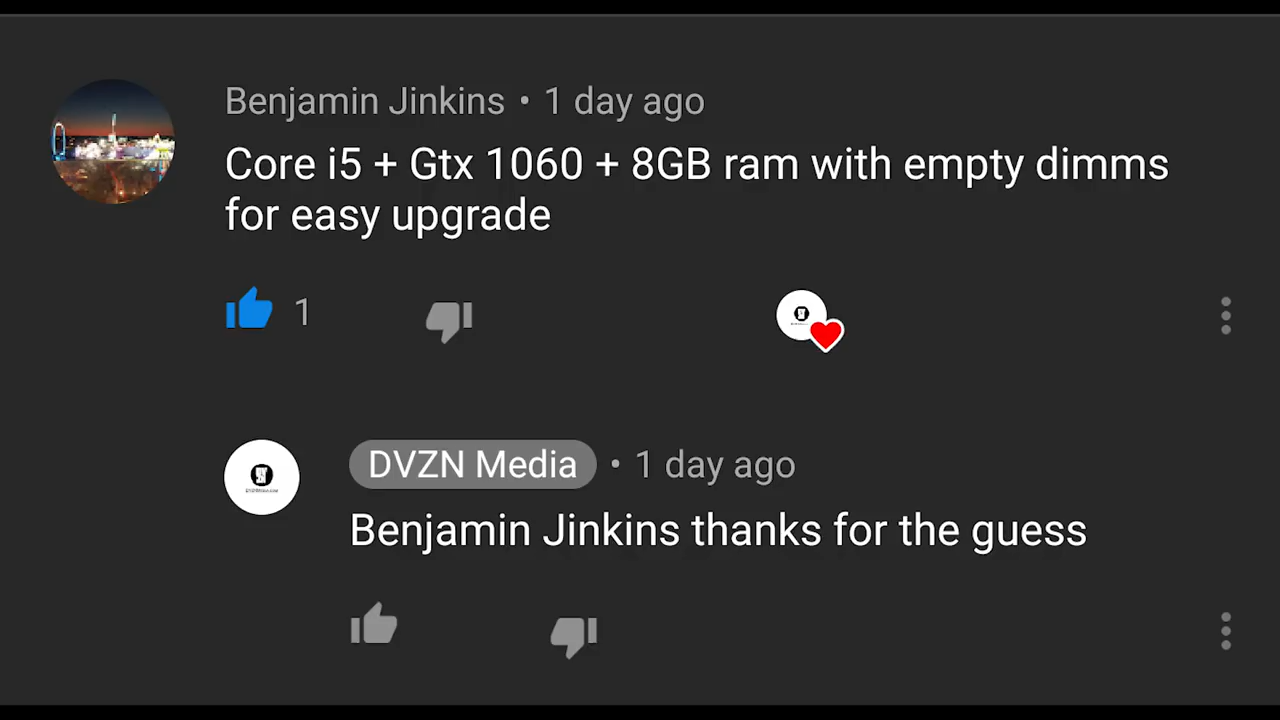 Benjamin Jinkins • 1 day ago
Core i5 + Gtx 1060 + 8GB ram with empty dimms
for easy upgrade
1
DVZN Media • 1 day ago
Benjamin Jinkins thanks for the guess